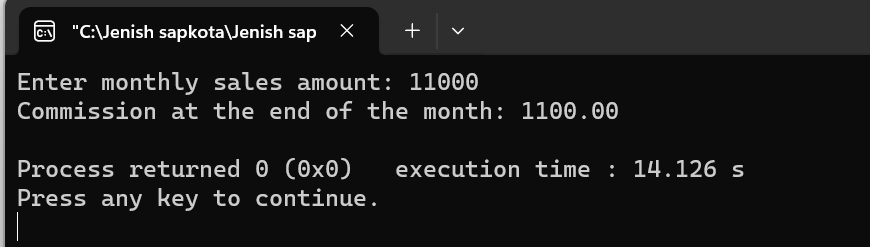 "C:\Jenish sapkota\Jenish sap
Enter monthly sales amount: 11000
Commission at the end of the month: 1100.00
Process returned 0 (0x0)   execution time : 14.126 s
Press any key to continue.